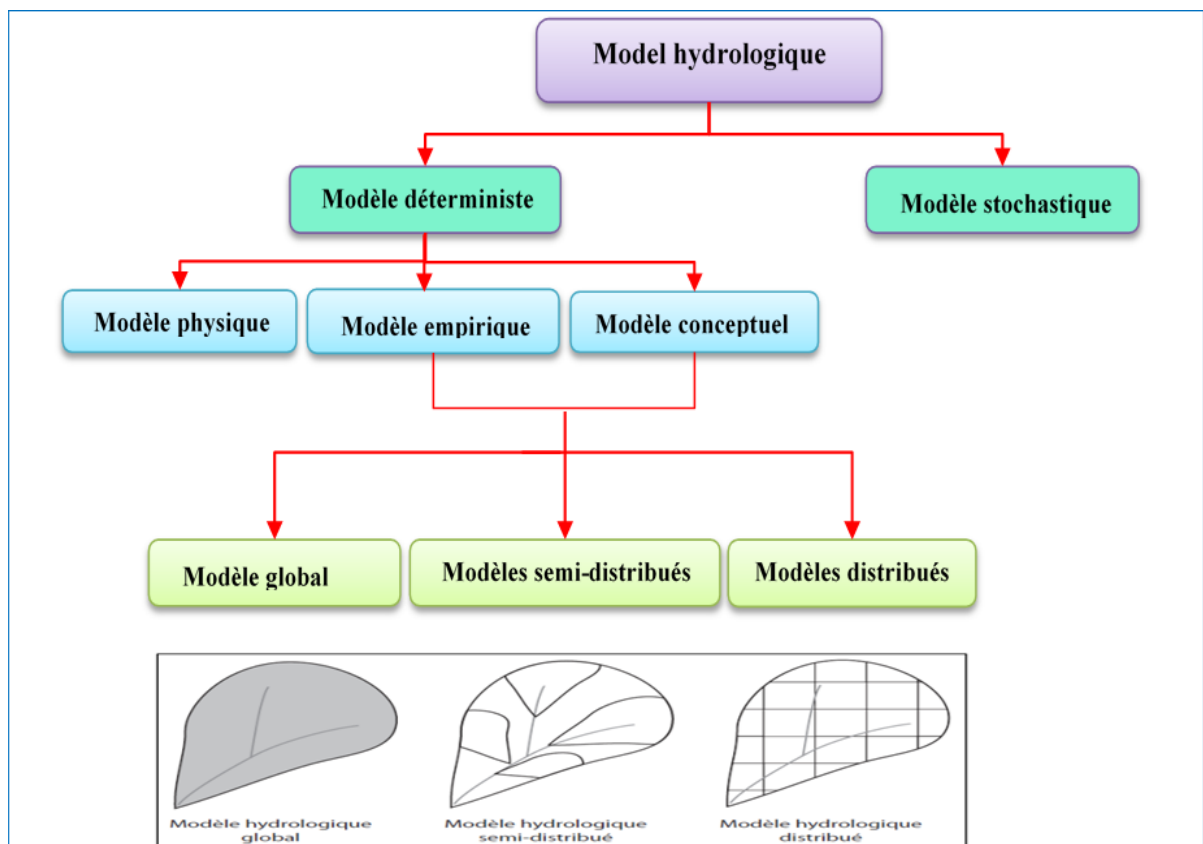 Model hydrologique
Modèle déterministe
Modèle stochastique
Modèle physique
Modèle empirique
Modèle conceptuel
Modèle global
Modèles semi-distribués
Modèles distribués
Modèle hydrologique
global
Modèle hydrologique
semi-distribué
Modèle hydrologique
distribué